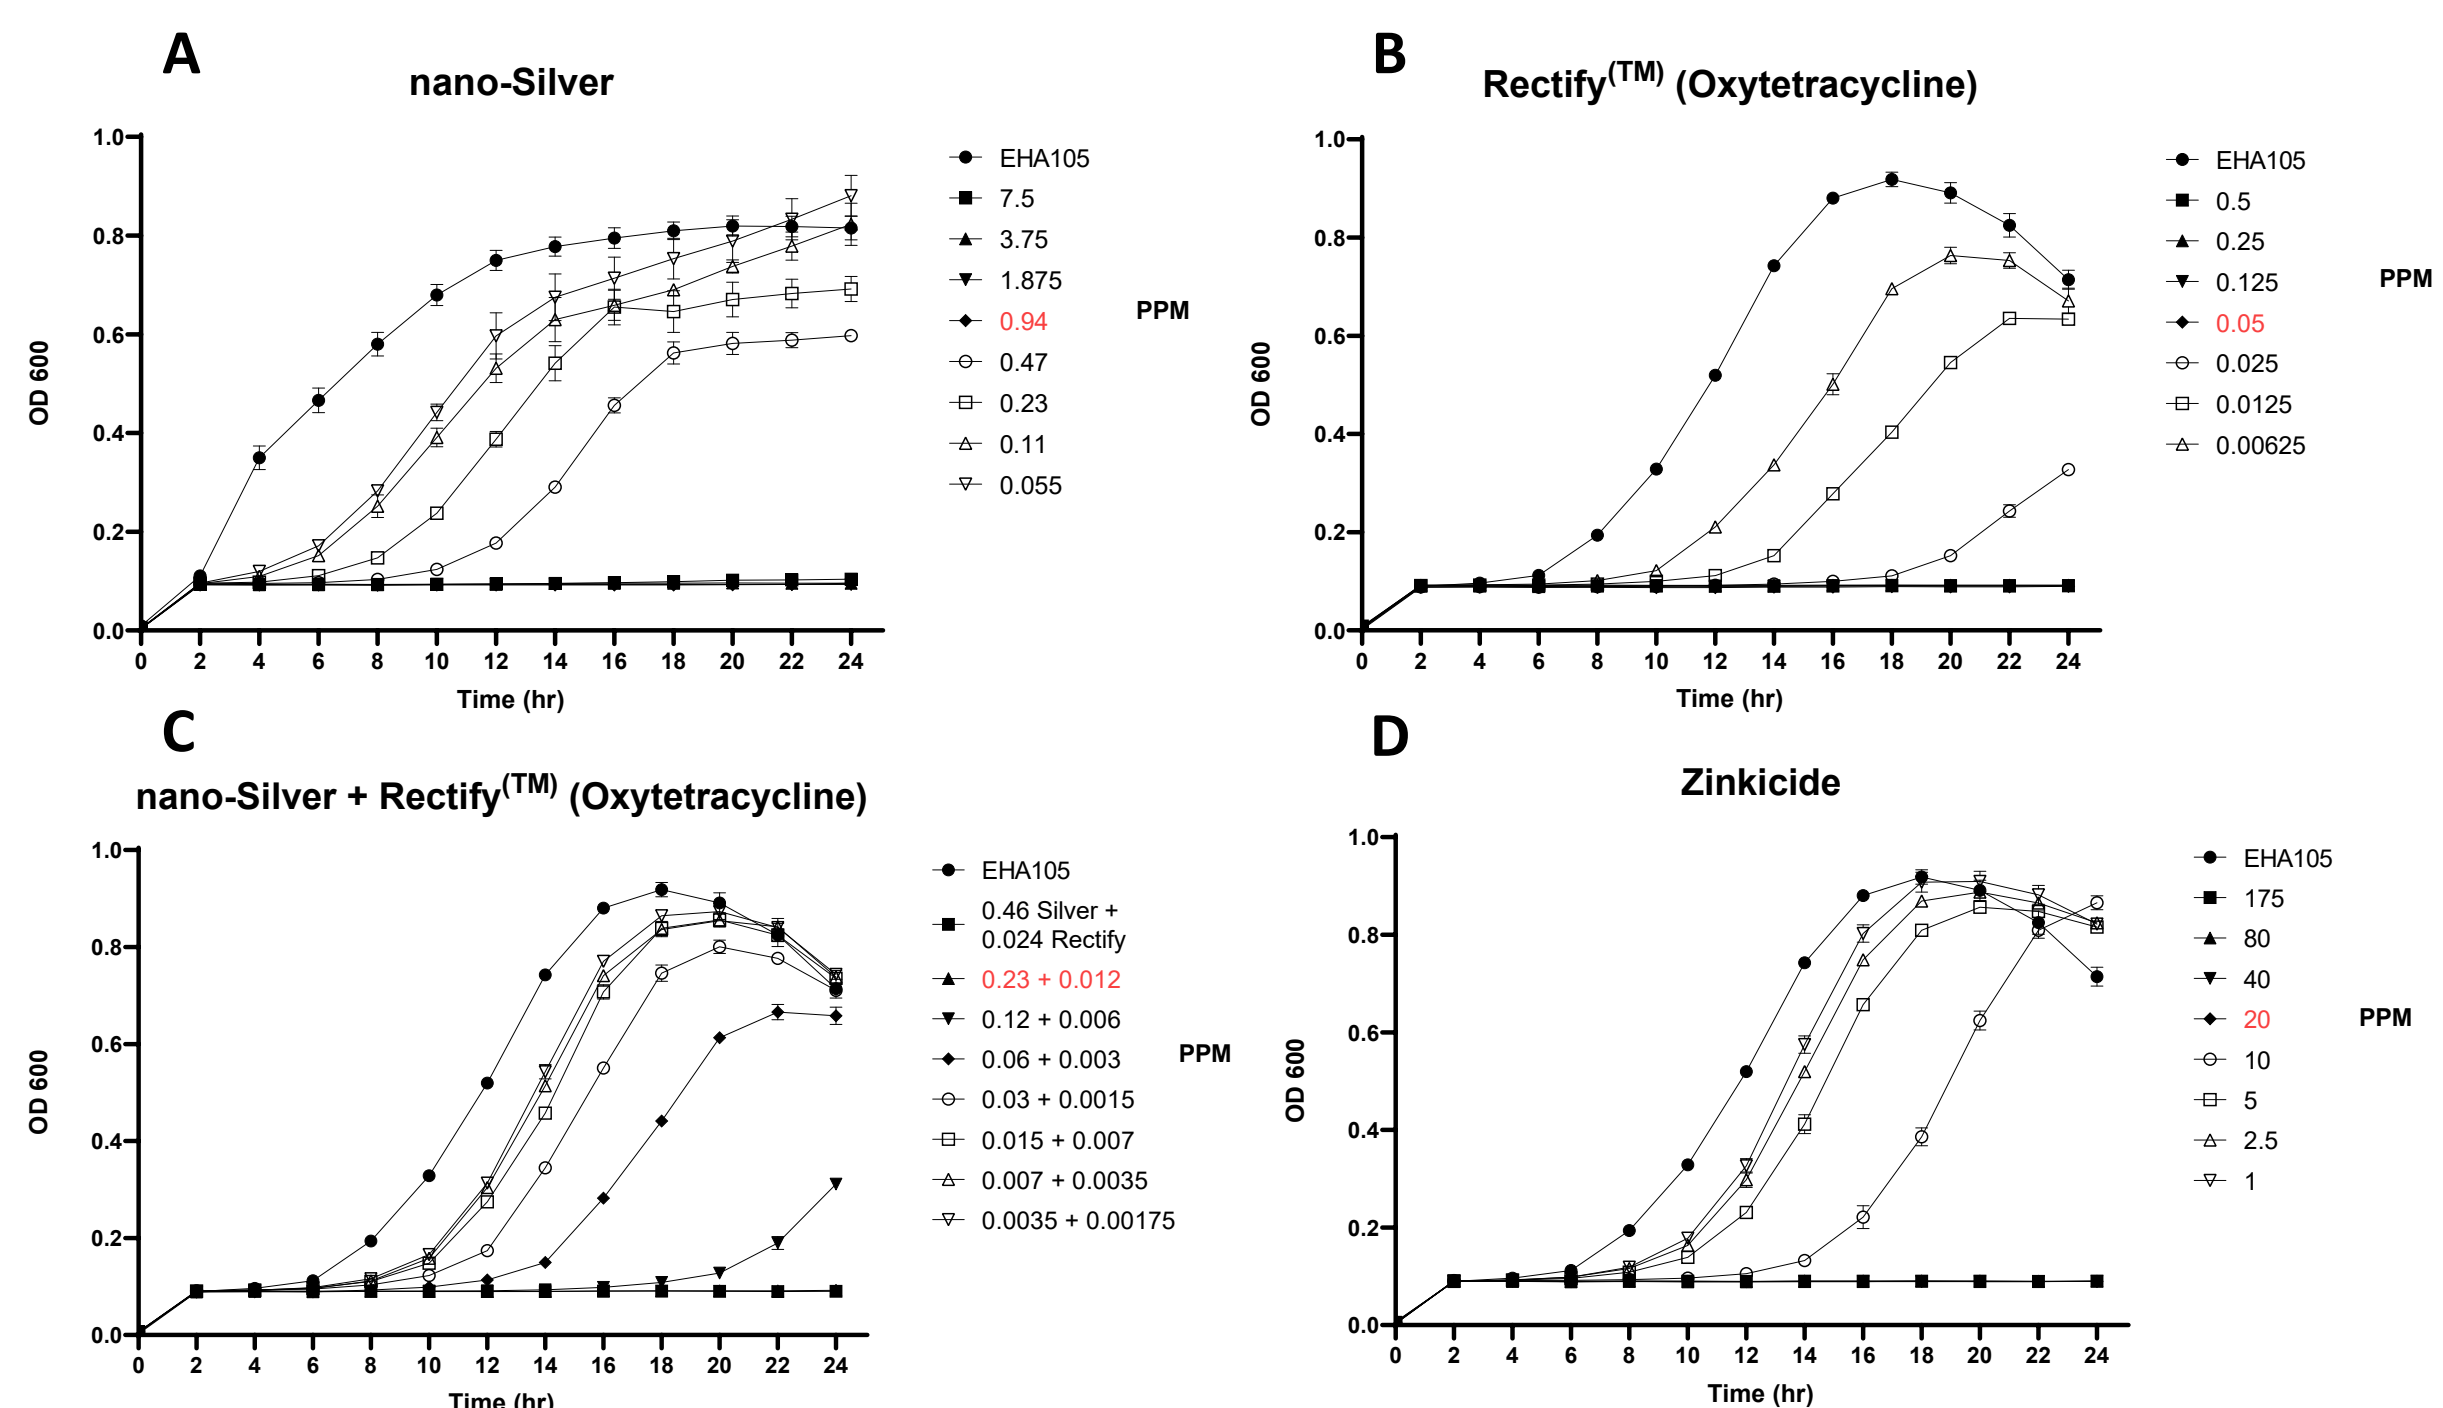 A
nano-Silver
1.0
0.8
0.6
0.4
0.2
0.0
OD 600
0 2 4 6 8 10 12 14 16 18 20 22 24
Time (hr)
EHA105
7.5
3.75
1.875
0.94
0.47
0.23
0.11
0.055
PPM
B
Rectify(TM) (Oxytetracycline)
1.0
0.8
0.6
0.4
0.2
0.0
OD 600
0 2 4 6 8 10 12 14 16 18 20 22 24
Time (hr)
EHA105
0.5
0.25
0.125
0.05
0.025
0.0125
0.00625
PPM
C
nano-Silver + Rectify(TM) (Oxytetracycline)
1.0
0.8
0.6
0.4
0.2
0.0
OD 600
0 2 4 6 8 10 12 14 16 18 20 22 24
Time (hr)
EHA105
0.46 Silver +
0.024 Rectify
0.23 + 0.012
0.12 + 0.006
0.06 + 0.003
0.03 + 0.0015
0.015 + 0.007
0.007 + 0.0035
0.0035 + 0.00175
PPM
D
Zinkicide
1.0
0.8
0.6
0.4
0.2
0.0
OD 600
0 2 4 6 8 10 12 14 16 18 20 22 24
Time (hr)
EHA105
175
80
40
20
10
5
2.5
1
PPM